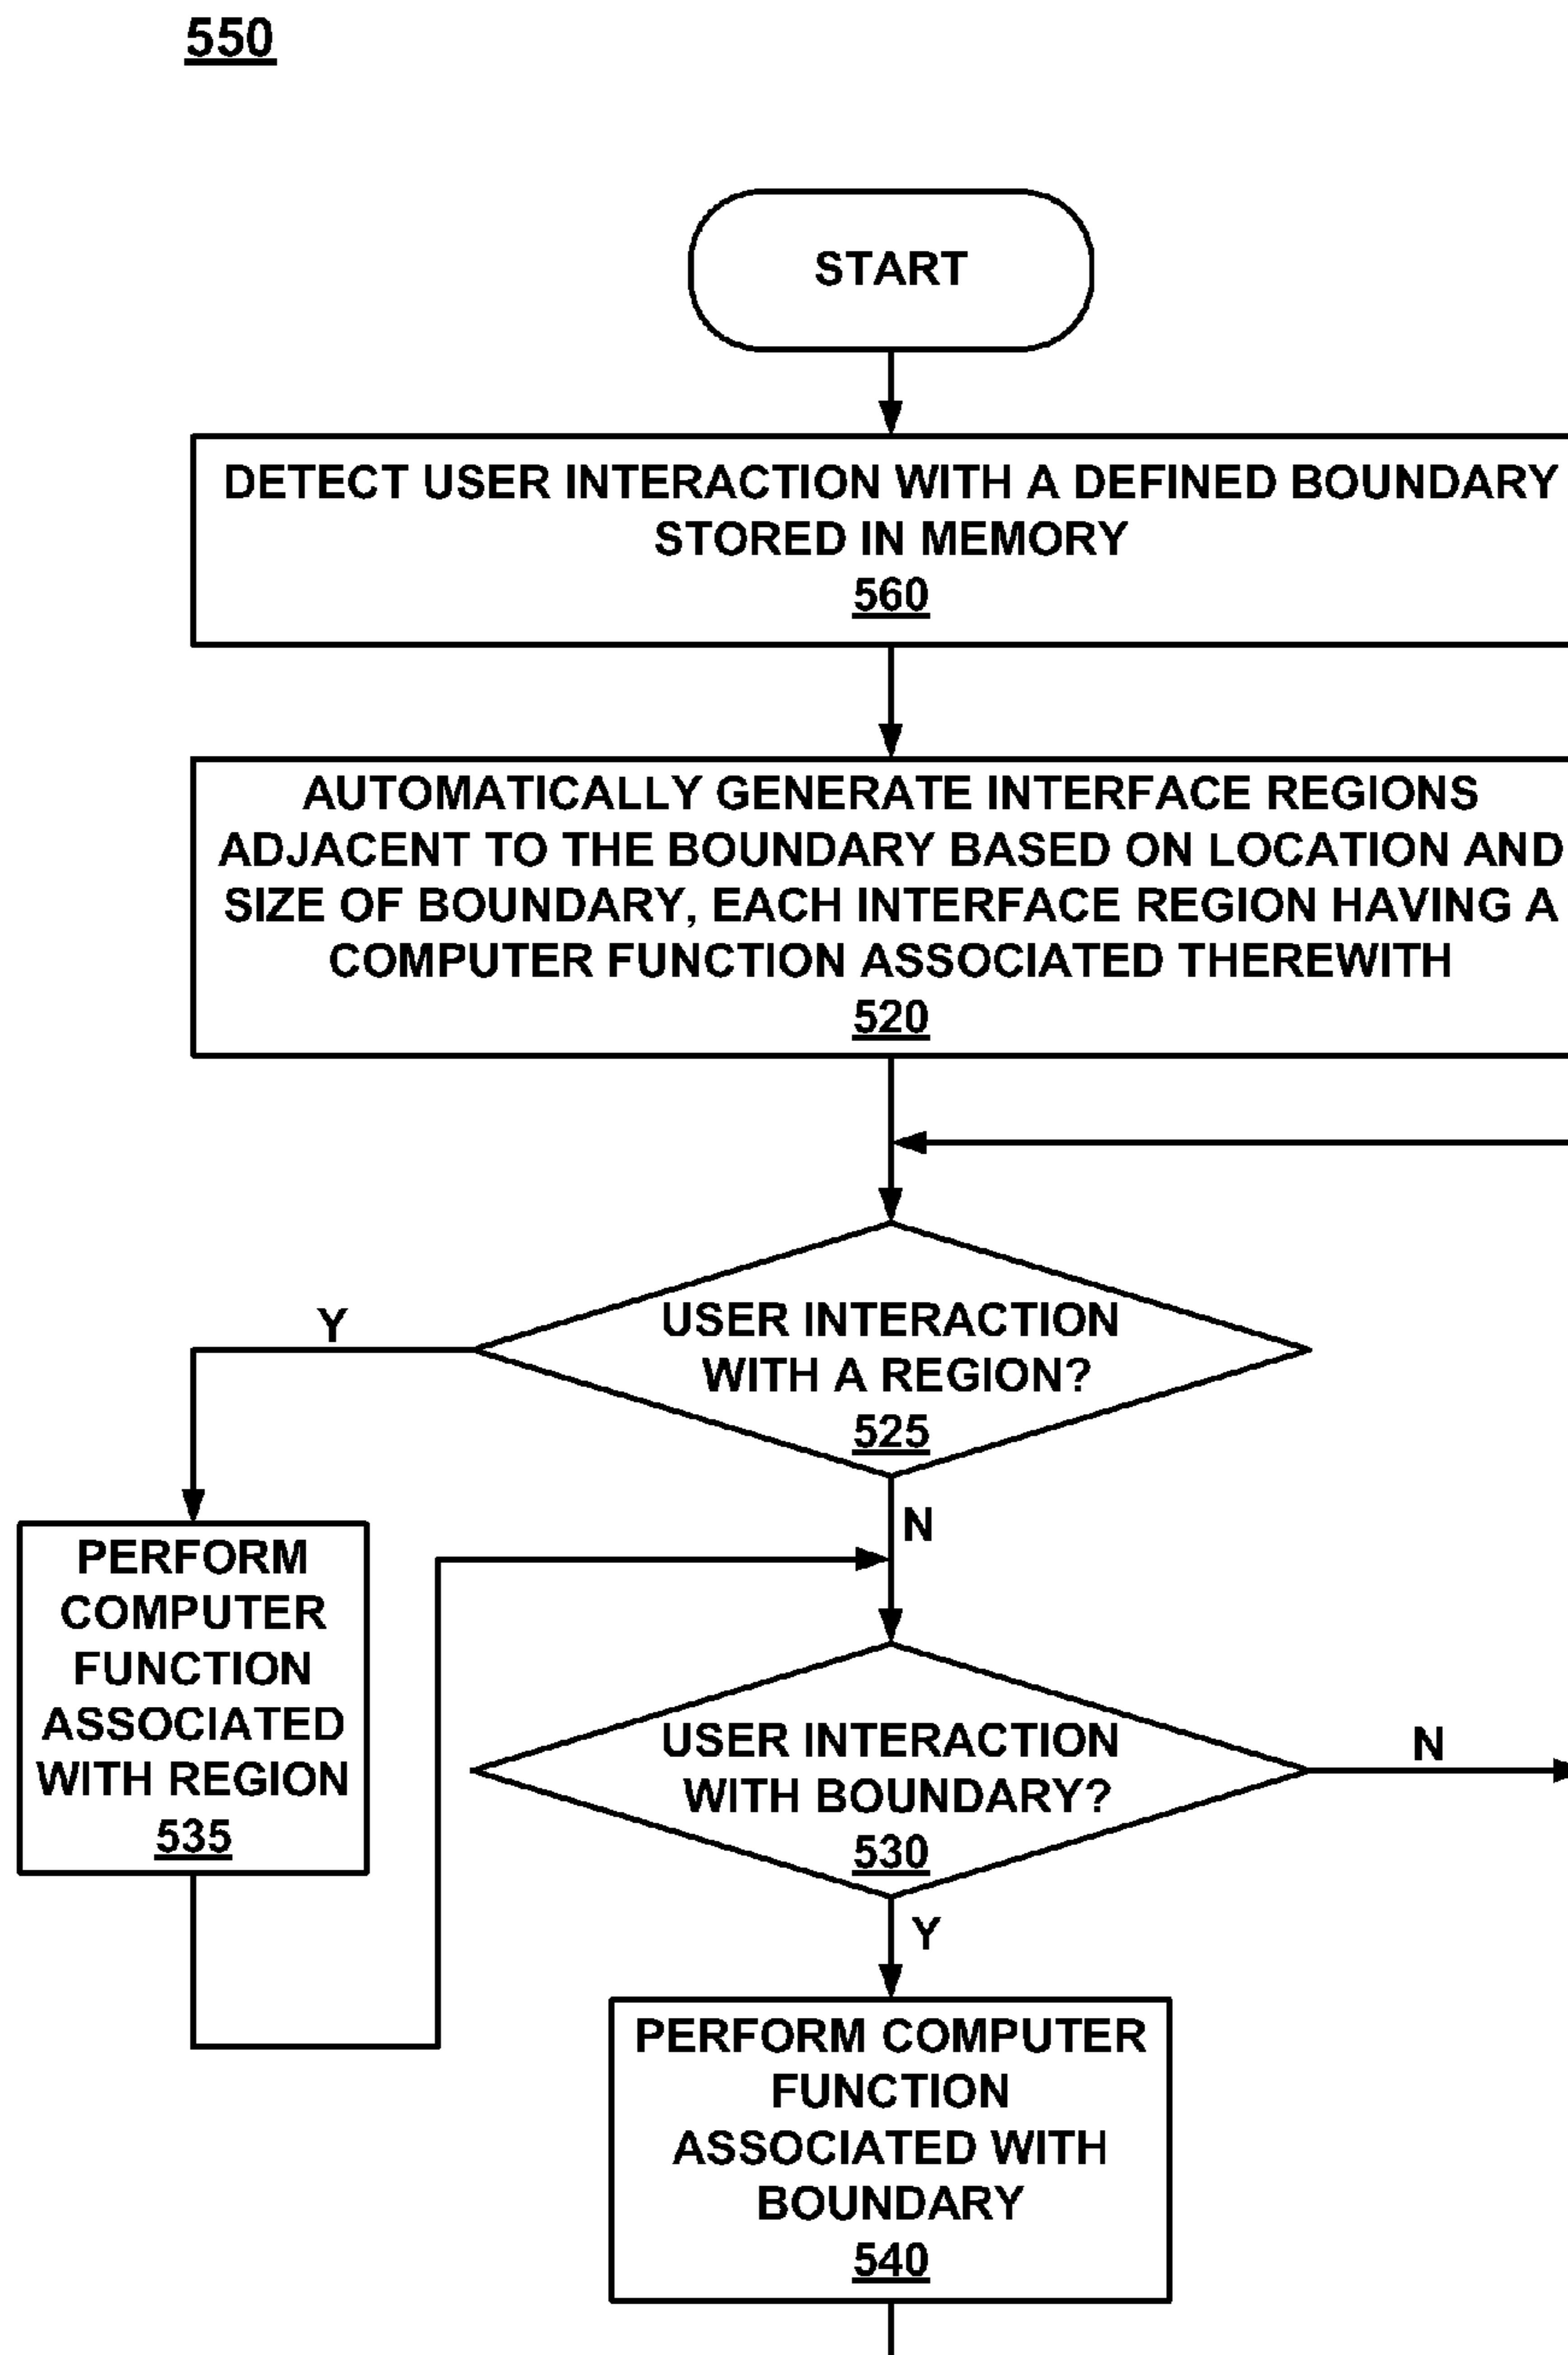 550
START
DETECT USER INTERACTION WITH A DEFINED BOUNDARY
STORED IN MEMORY
560
AUTOMATICALLY GENERATE INTERFACE REGIONS
ADJACENT TO THE BOUNDARY BASED ON LOCATION AND
SIZE OF BOUNDARY, EACH INTERFACE REGION HAVING A
COMPUTER FUNCTION ASSOCIATED THEREWITH
520
USER INTERACTION
WITH A REGION?
525
Y
N
PERFORM
COMPUTER
FUNCTION
ASSOCIATED
WITH REGION
535
USER INTERACTION
WITH BOUNDARY?
530
N
Y
PERFORM COMPUTER
FUNCTION
ASSOCIATED WITH
BOUNDARY
540